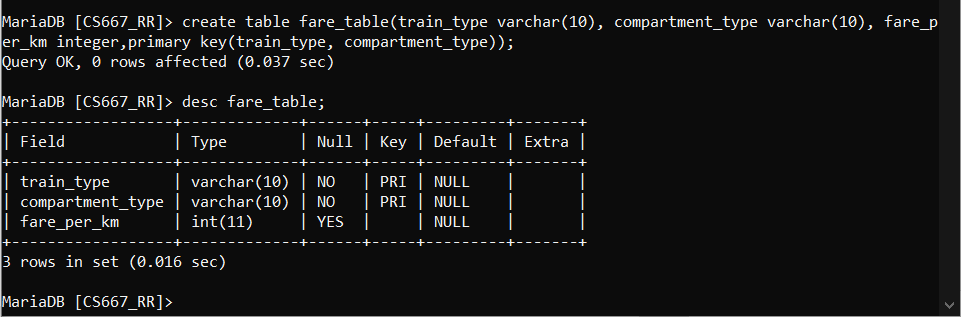 MariaDB [CS667_RR]> create table fare_table(train_type varchar(10), compartment_type varchar(10), fare_p
er_km integer,primary key(train_type, compartment_type));
Query OK, 0 rows affected (0.037 sec)
MariaDB [CS667_RR]> desc fare_table;
+------------------+-------------+------+-----+---------+-------+
| Field            | Type        | Null | Key | Default | Extra |
+------------------+-------------+------+-----+---------+-------+
| train_type       | varchar(10) | NO   | PRI | NULL    |       |
| compartment_type | varchar(10) | NO   | PRI | NULL    |       |
| fare_per_km      | int(11)     | YES  |     | NULL    |       |
+------------------+-------------+------+-----+---------+-------+
3 rows in set (0.016 sec)
MariaDB [CS667_RR]>